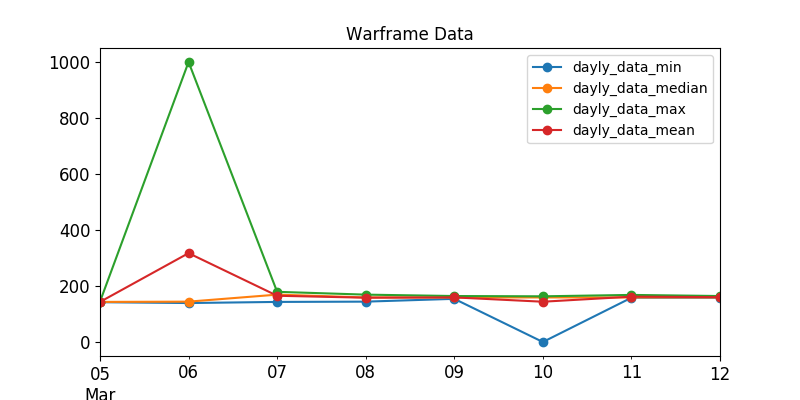 Warframe Data
1000
800
600
400
200
0
dayly_data_min
dayly_data_median
dayly_data_max
dayly_data_mean
05 06 07 08 09 10 11 12
Mar